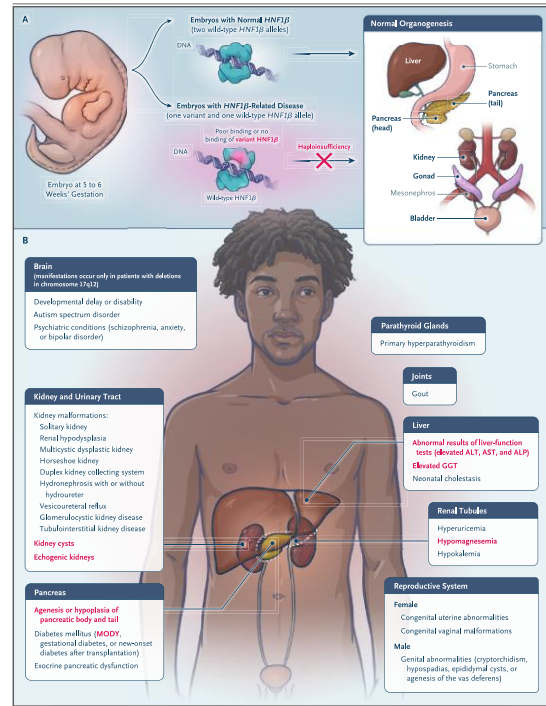 A
Embryos with Normal HNF1β
(two wild-type HNF1β alleles)
DNA
Embryos with HNF1β-Related Disease
(one variant and one wild-type HNF1β allele)
Poor binding or no
binding of variant HNF1β
DNA
Haploinsufficiency
Wild-type HNF1β
Embryo at 5 to 6
Weeks' Gestation
Normal Organogenesis
Liver
Stomach
Pancreas
(tail)
Pancreas
(head)
Kidney
Gonad
Mesonephros
Bladder
B
Brain
(manifestations occur only in patients with deletions
in chromosome 17q12)
Developmental delay or disability
Autism spectrum disorder
Psychiatric conditions (schizophrenia, anxiety,
or bipolar disorder)
Parathyroid Glands
Primary hyperparathyroidism
Joints
Gout
Kidney and Urinary Tract
Kidney malformations:
Solitary kidney
Renal hypodysplasia
Multicystic dysplastic kidney
Horseshoe kidney
Duplex kidney collecting system
Hydronephrosis with or without
hydroureter
Vesicoureteral reflux
Glomerulocystic kidney disease
Tubulointerstitial kidney disease
Kidney cysts
Echogenic kidneys
Liver
Abnormal results of liver-function
tests (elevated ALT, AST, and ALP)
Elevated GGT
Neonatal cholestasis
Renal Tubules
Hyperuricemia
Hypomagnesemia
Hypokalemia
Pancreas
Agenesis or hypoplasia of
pancreatic body and tail
Diabetes mellitus (MODY,
gestational diabetes, or new-onset
diabetes after transplantation)
Exocrine pancreatic dysfunction
Reproductive System
Female
Congenital uterine abnormalities
Congenital vaginal malformations
Male
Genital abnormalities (cryptorchidism,
hypospadias, epididymal cysts, or
agenesis of the vas deferens)